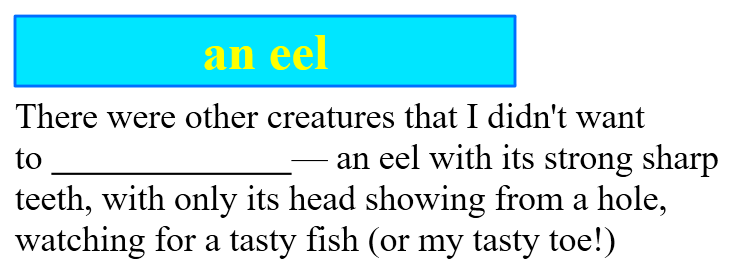 an eel
There were other creatures that I didn't want
to _______________— an eel with its strong sharp
teeth, with only its head showing from a hole,
watching for a tasty fish (or my tasty toe!)